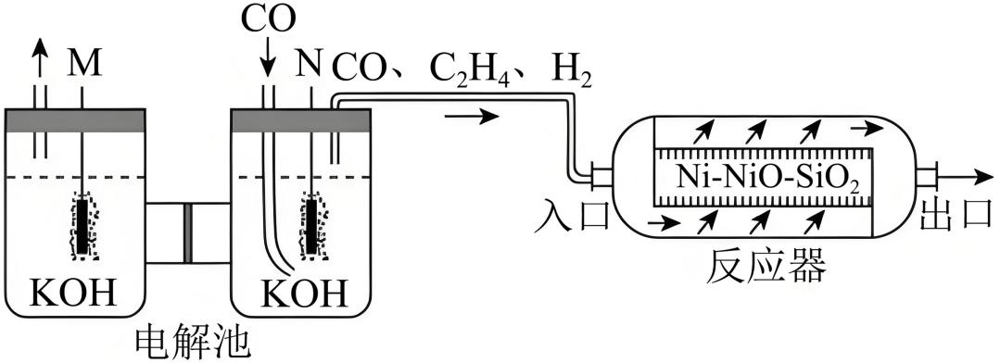 CO
M
N
CO、C₂H₄、H₂
Ni-NiO-SiO₂
入口
出口
反应器
KOH
KOH
电解池